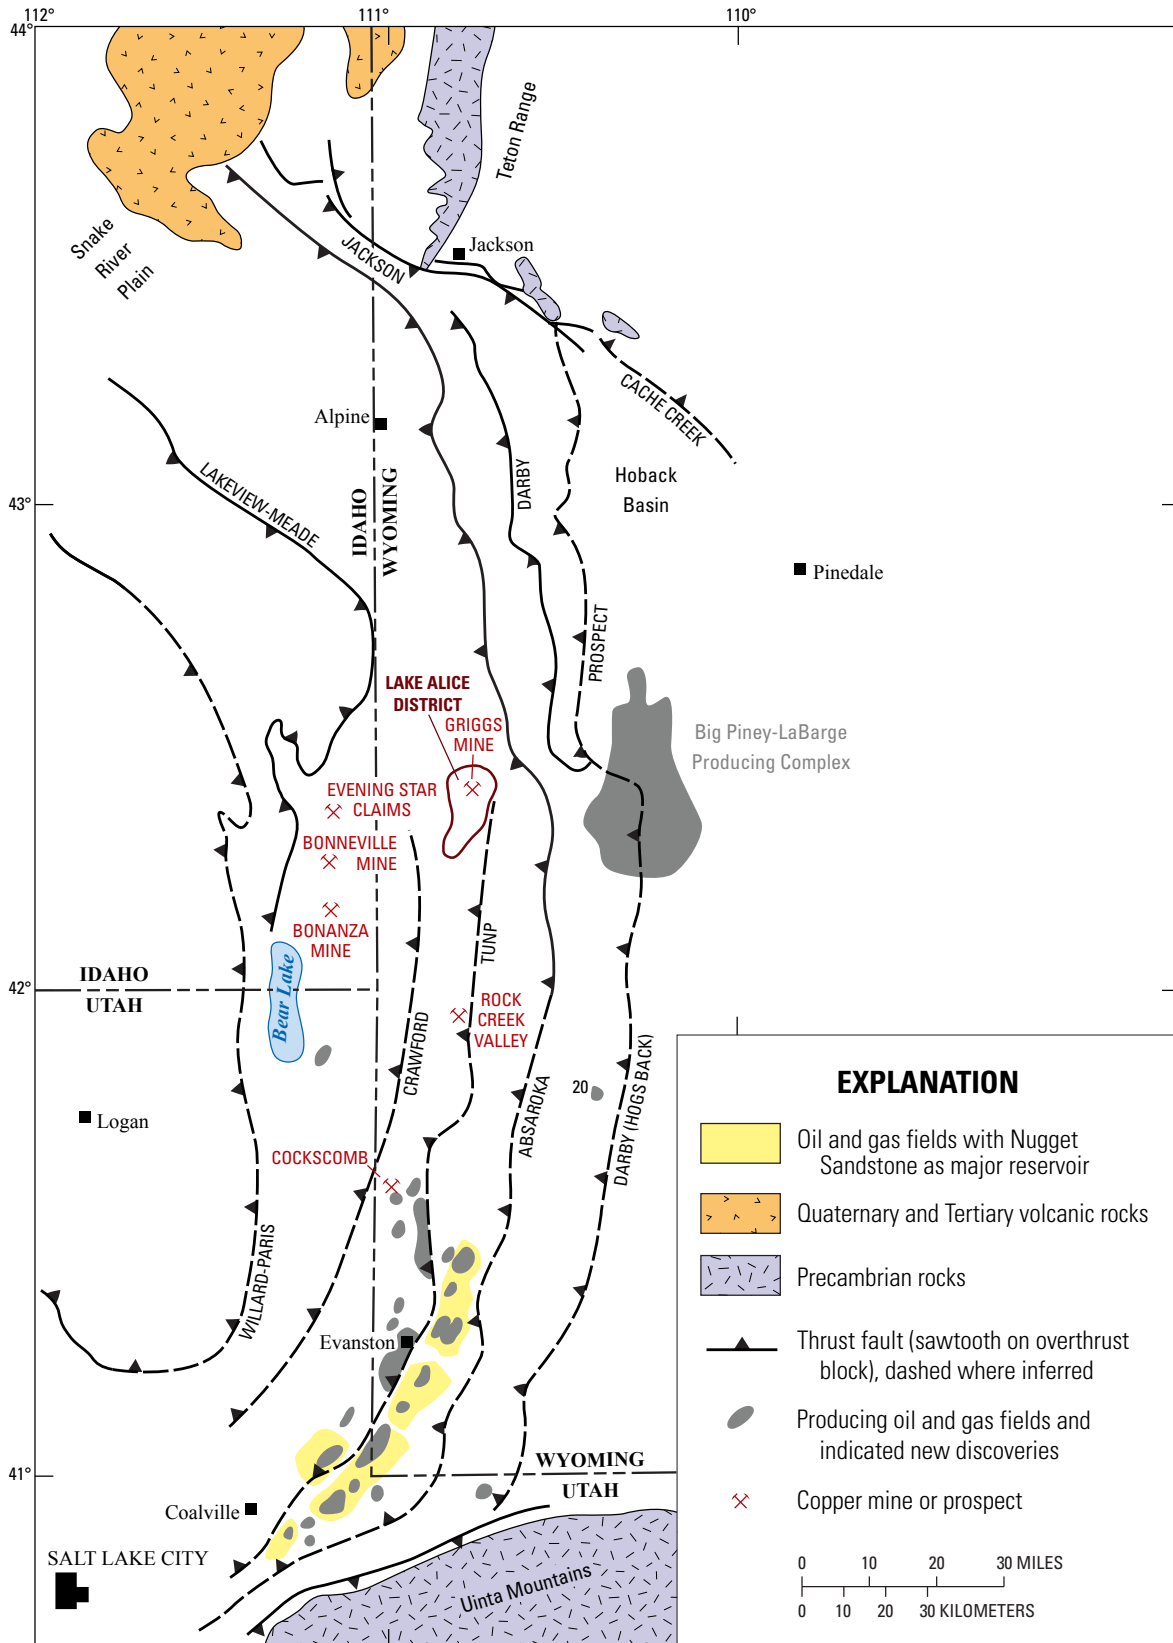 112°
111°
110°
44°
Teton Range
Snake
River
Plain
JACKSON
Jackson
CACHE CREEK
Alpine
LAKEVIEW-MEADE
IDAHO
WYOMING
DARBY
Hoback
Basin
43°
Pinedale
PROSPECT
LAKE ALICE
DISTRICT
GRIGGS
MINE
Big Piney-LaBarge
Producing Complex
EVENING STAR
CLAIMS
BONNEVILLE
MINE
BONANZA
MINE
TUNP
Bear Lake
IDAHO
42°
UTAH
ROCK
CREEK
VALLEY
CRAWFORD
ABSAROKA
20
DARBY (HOGS BACK)
Logan
COCKSCOMB
WILLARD-PARIS
Evanston
41°
WYOMING
UTAH
Coalville
SALT LAKE CITY
Uinta Mountains
EXPLANATION
Oil and gas fields with Nugget
Sandstone as major reservoir
Quaternary and Tertiary volcanic rocks
Precambrian rocks
Thrust fault (sawtooth on overthrust
block), dashed where inferred
Producing oil and gas fields and
indicated new discoveries
Copper mine or prospect
0 10 20 30 MILES
0 10 20 30 KILOMETERS